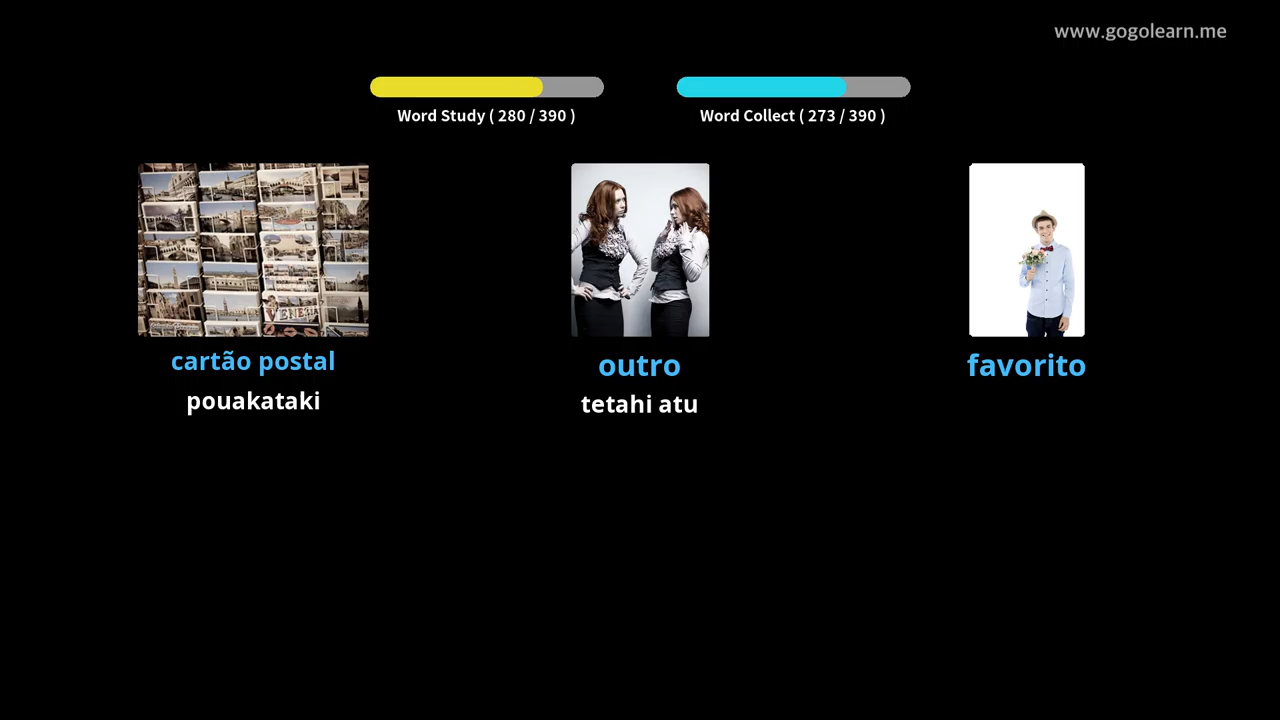 www.gogolearn.me
Word Study ( 280 / 390 )
Word Collect ( 273 / 390 )
cartão postal
pouakataki
outro
tetahi atu
favorito